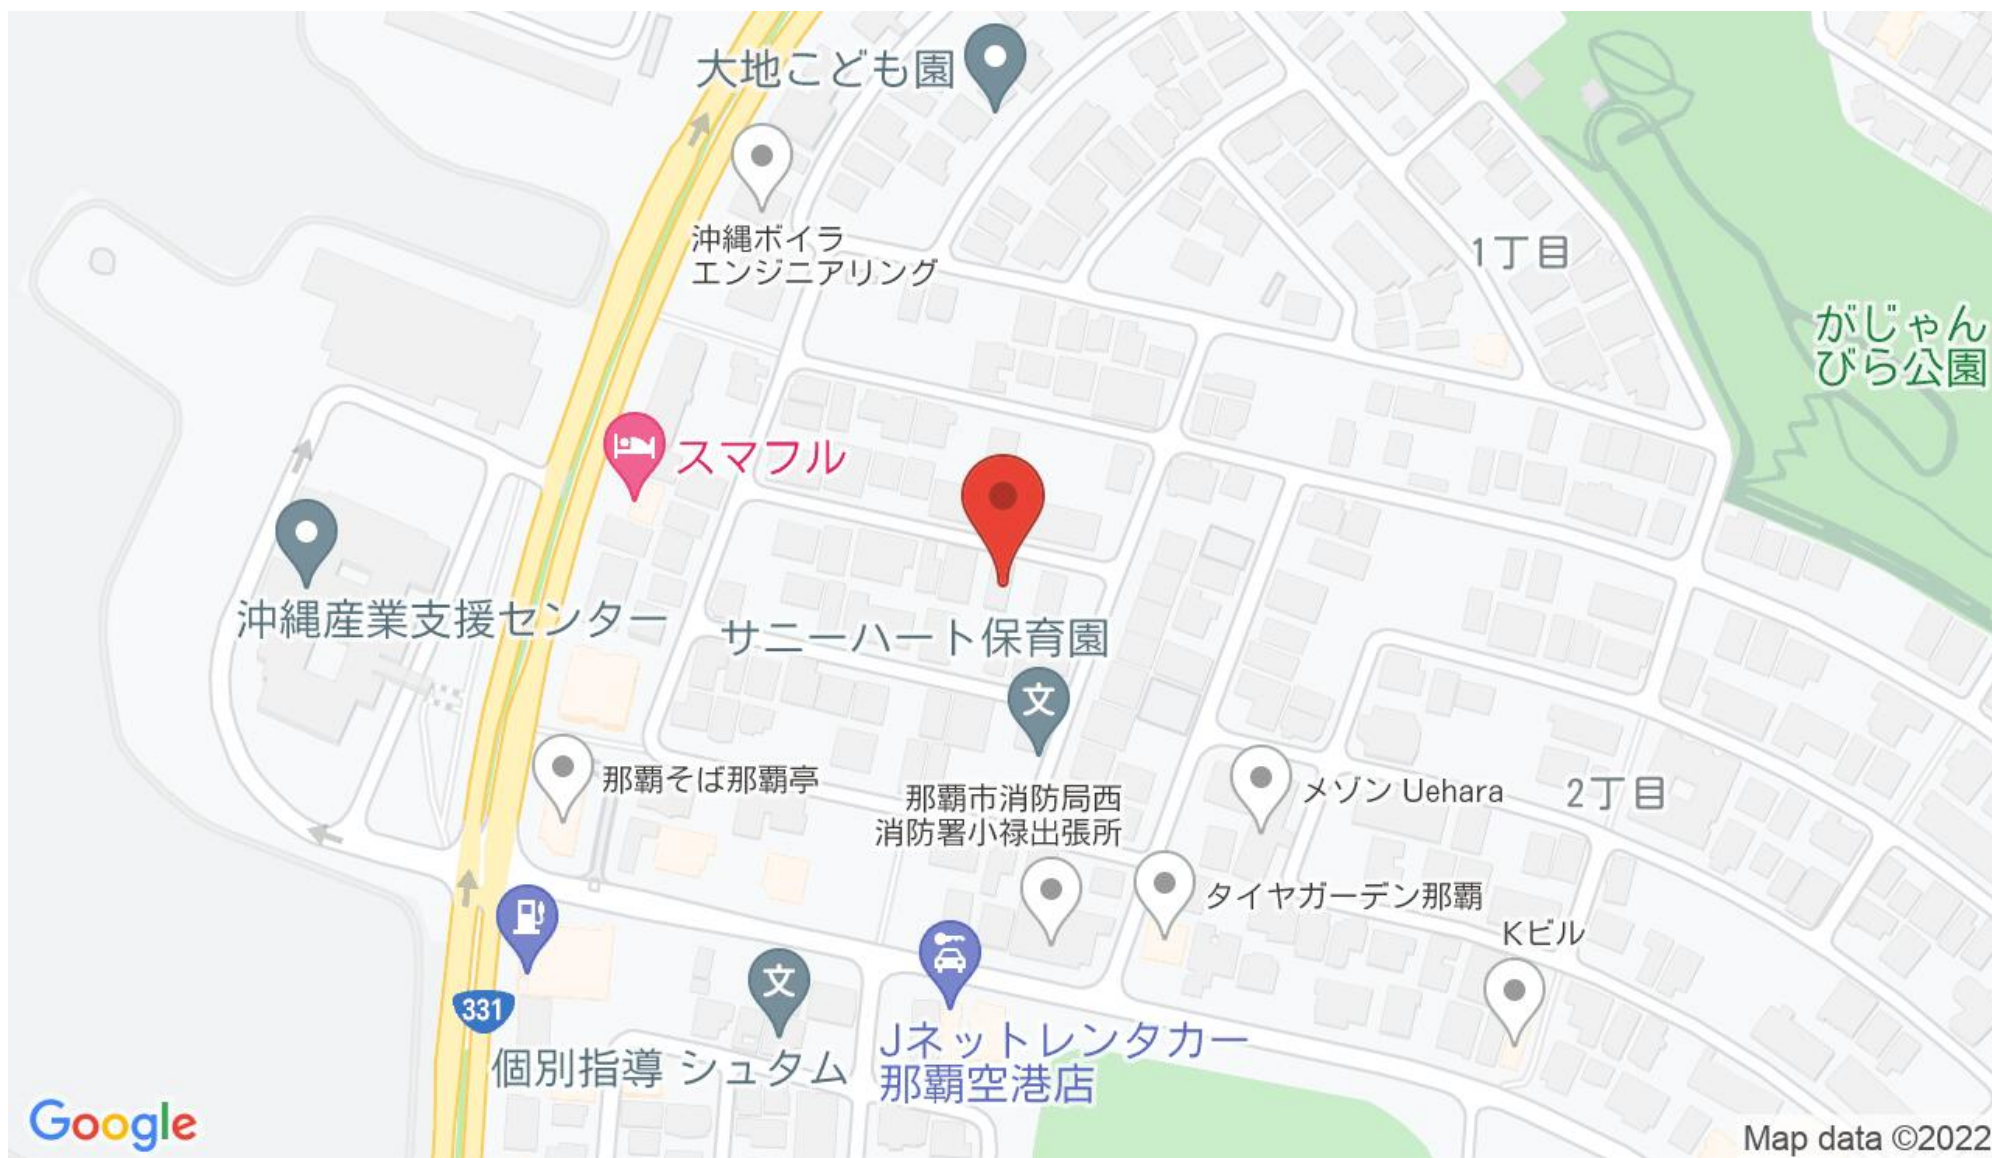 大地こども園
沖縄ボイラ
エンジニアリング
1丁目
がじゃん
びら公園
スマフル
沖縄産業支援センター
サニーハート保育園
文
那覇そば那覇亭
那覇市消防局西
消防署小禄出張所
メゾン Uehara
2丁目
タイヤガーデン那覇
Kビル
331
文
個別指導 シュタム
Jネットレンタカー
那覇空港店
Google
Map data ©2022